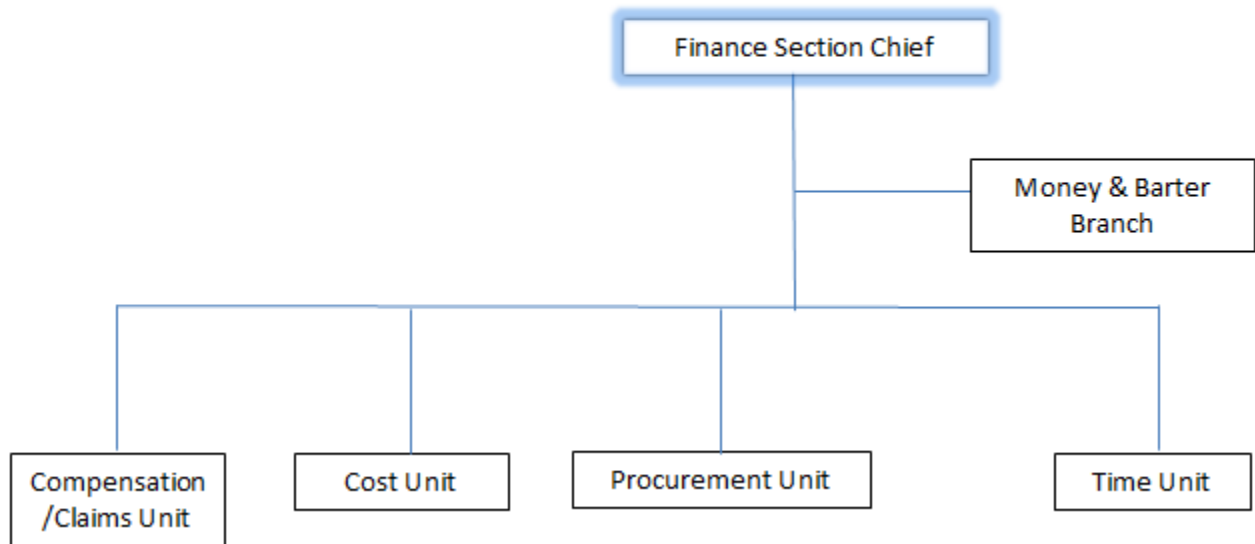 Finance Section Chief
Money & Barter
Branch
Compensation
/Claims Unit
Cost Unit
Procurement Unit
Time Unit